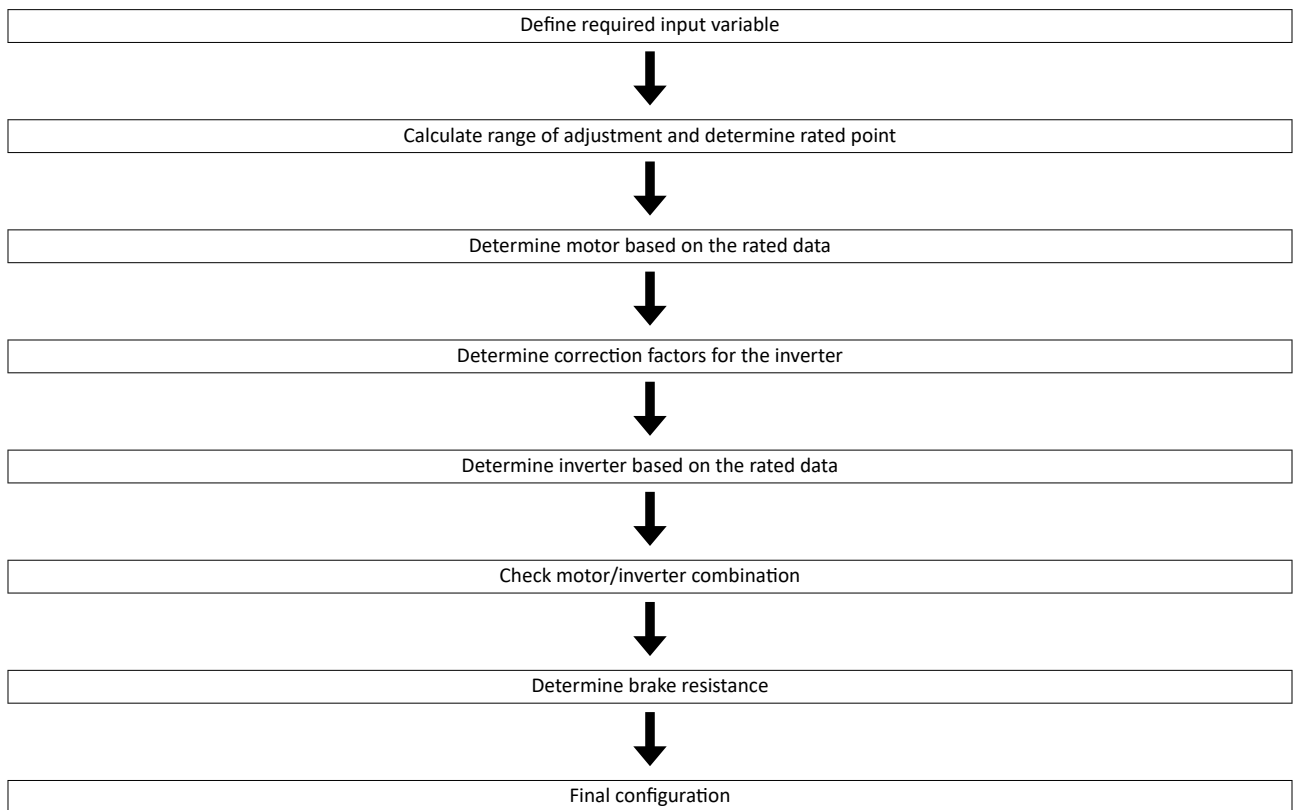 Define required input variable
Calculate range of adjustment and determine rated point
Determine motor based on the rated data
Determine correction factors for the inverter
Determine inverter based on the rated data
Check motor/inverter combination
Determine brake resistance
Final configuration